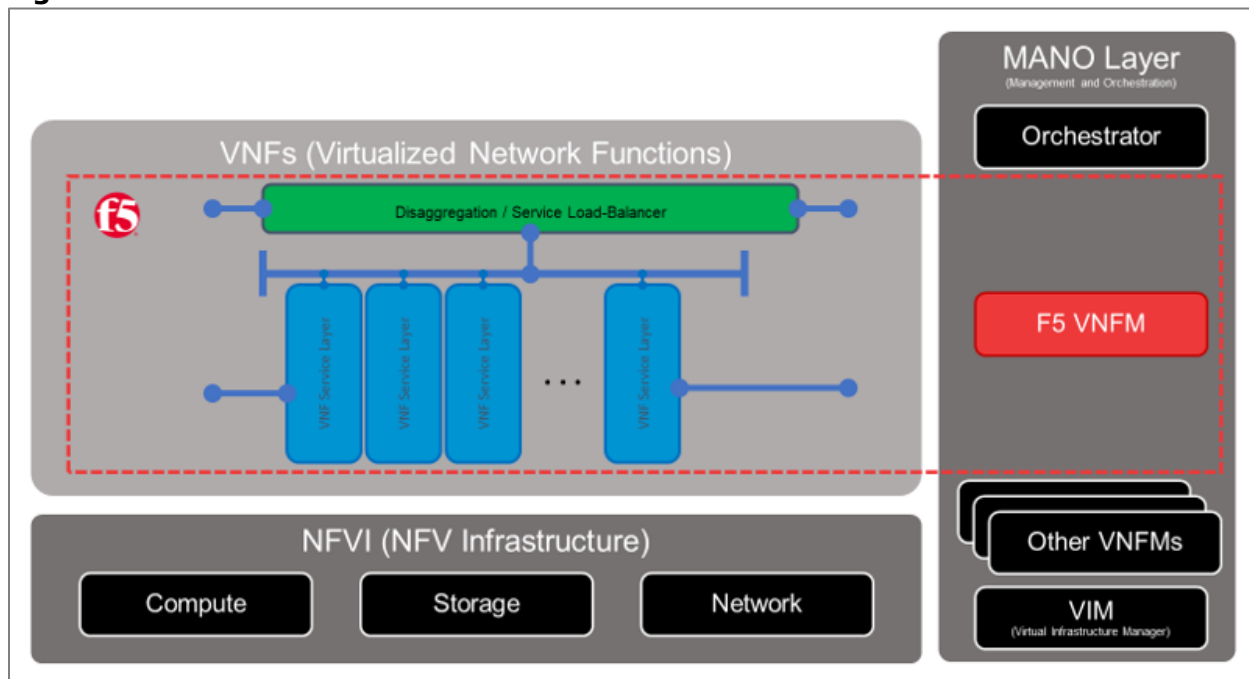 MANO Layer
(Management and Orchestration)
Orchestrator
VNFs (Virtualized Network Functions)
f5
Disaggregation / Service Load-Balancer
VNF Service Layer
VNF Service Layer
VNF Service Layer
...
VNF Service Layer
F5 VNFM
Other VNFMs
VIM
(Virtual Infrastructure Manager)
NFVI (NFV Infrastructure)
Compute
Storage
Network